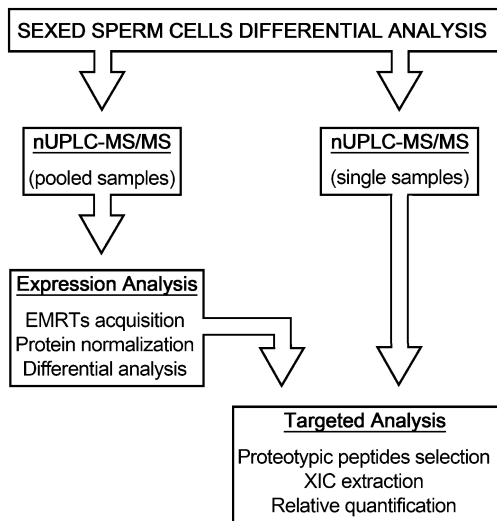 SEXED SPERM CELLS DIFFERENTIAL ANALYSIS
nUPLC-MS/MS
(pooled samples)
nUPLC-MS/MS
(single samples)
Expression Analysis
EMRTs acquisition
Protein normalization
Differential analysis
Targeted Analysis
Proteotypic peptides selection
XIC extraction
Relative quantification